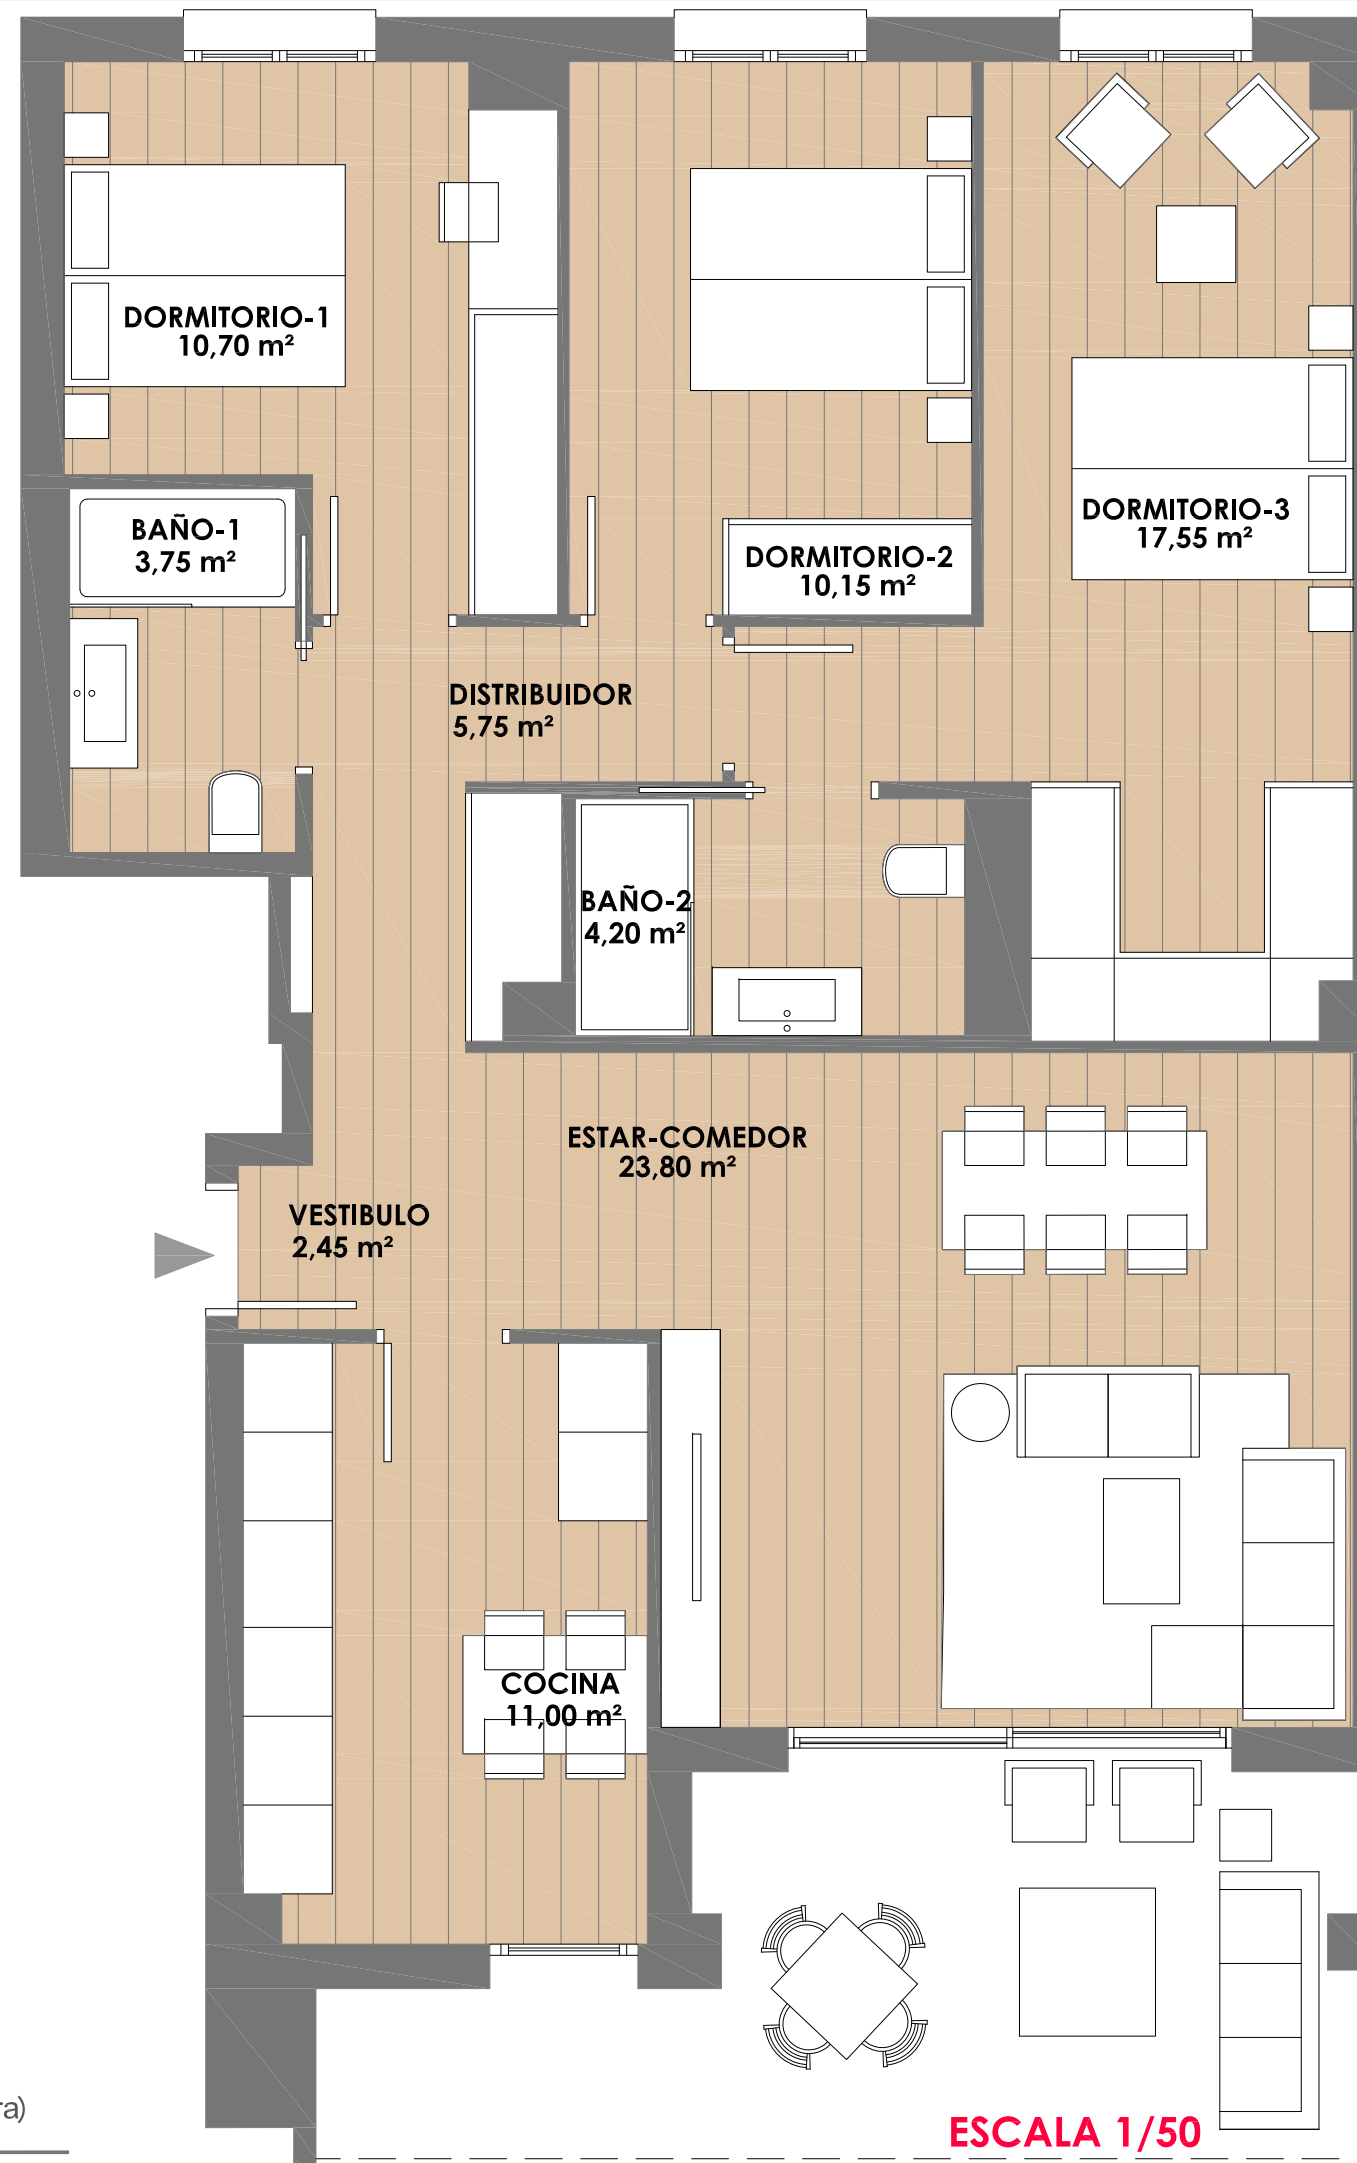 DORMITORIO-1
10,70 m²
BAÑO-1
3,75 m²
DORMITORIO-2
10,15 m²
DORMITORIO-3
17,55 m²
DISTRIBUIDOR
5,75 m²
BAÑO-2
4,20 m²
ESTAR-COMEDOR
23,80 m²
VESTIBULO
2,45 m²
COCINA
11,00 m²
ra)
ESCALA 1/50